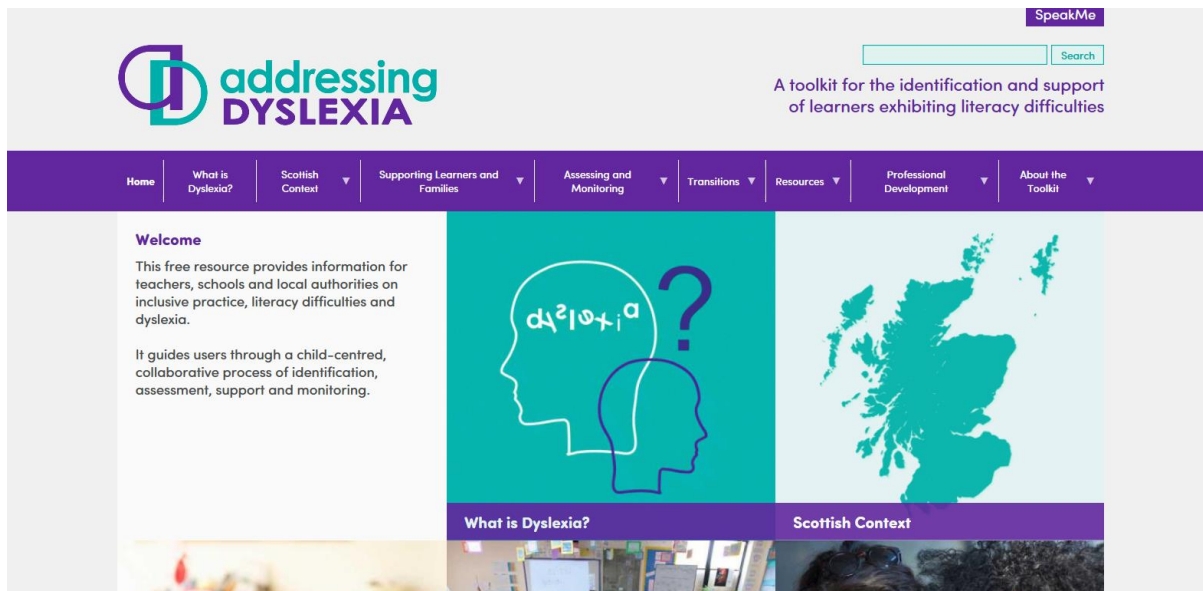 SpeakMe
Search
addressing
DYSLEXIA
A toolkit for the identification and support
of learners exhibiting literacy difficulties
Home
What is
Dyslexia?
Scottish
Context
Supporting Learners and
Families
Assessing and
Monitoring
Transitions
Resources
Professional
Development
About the
Toolkit
Welcome
This free resource provides information for
teachers, schools and local authorities on
inclusive practice, literacy difficulties and
dyslexia.
It guides users through a child-centred,
collaborative process of identification,
assessment, support and monitoring.
dyslexia
?
What is Dyslexia?
Scottish Context